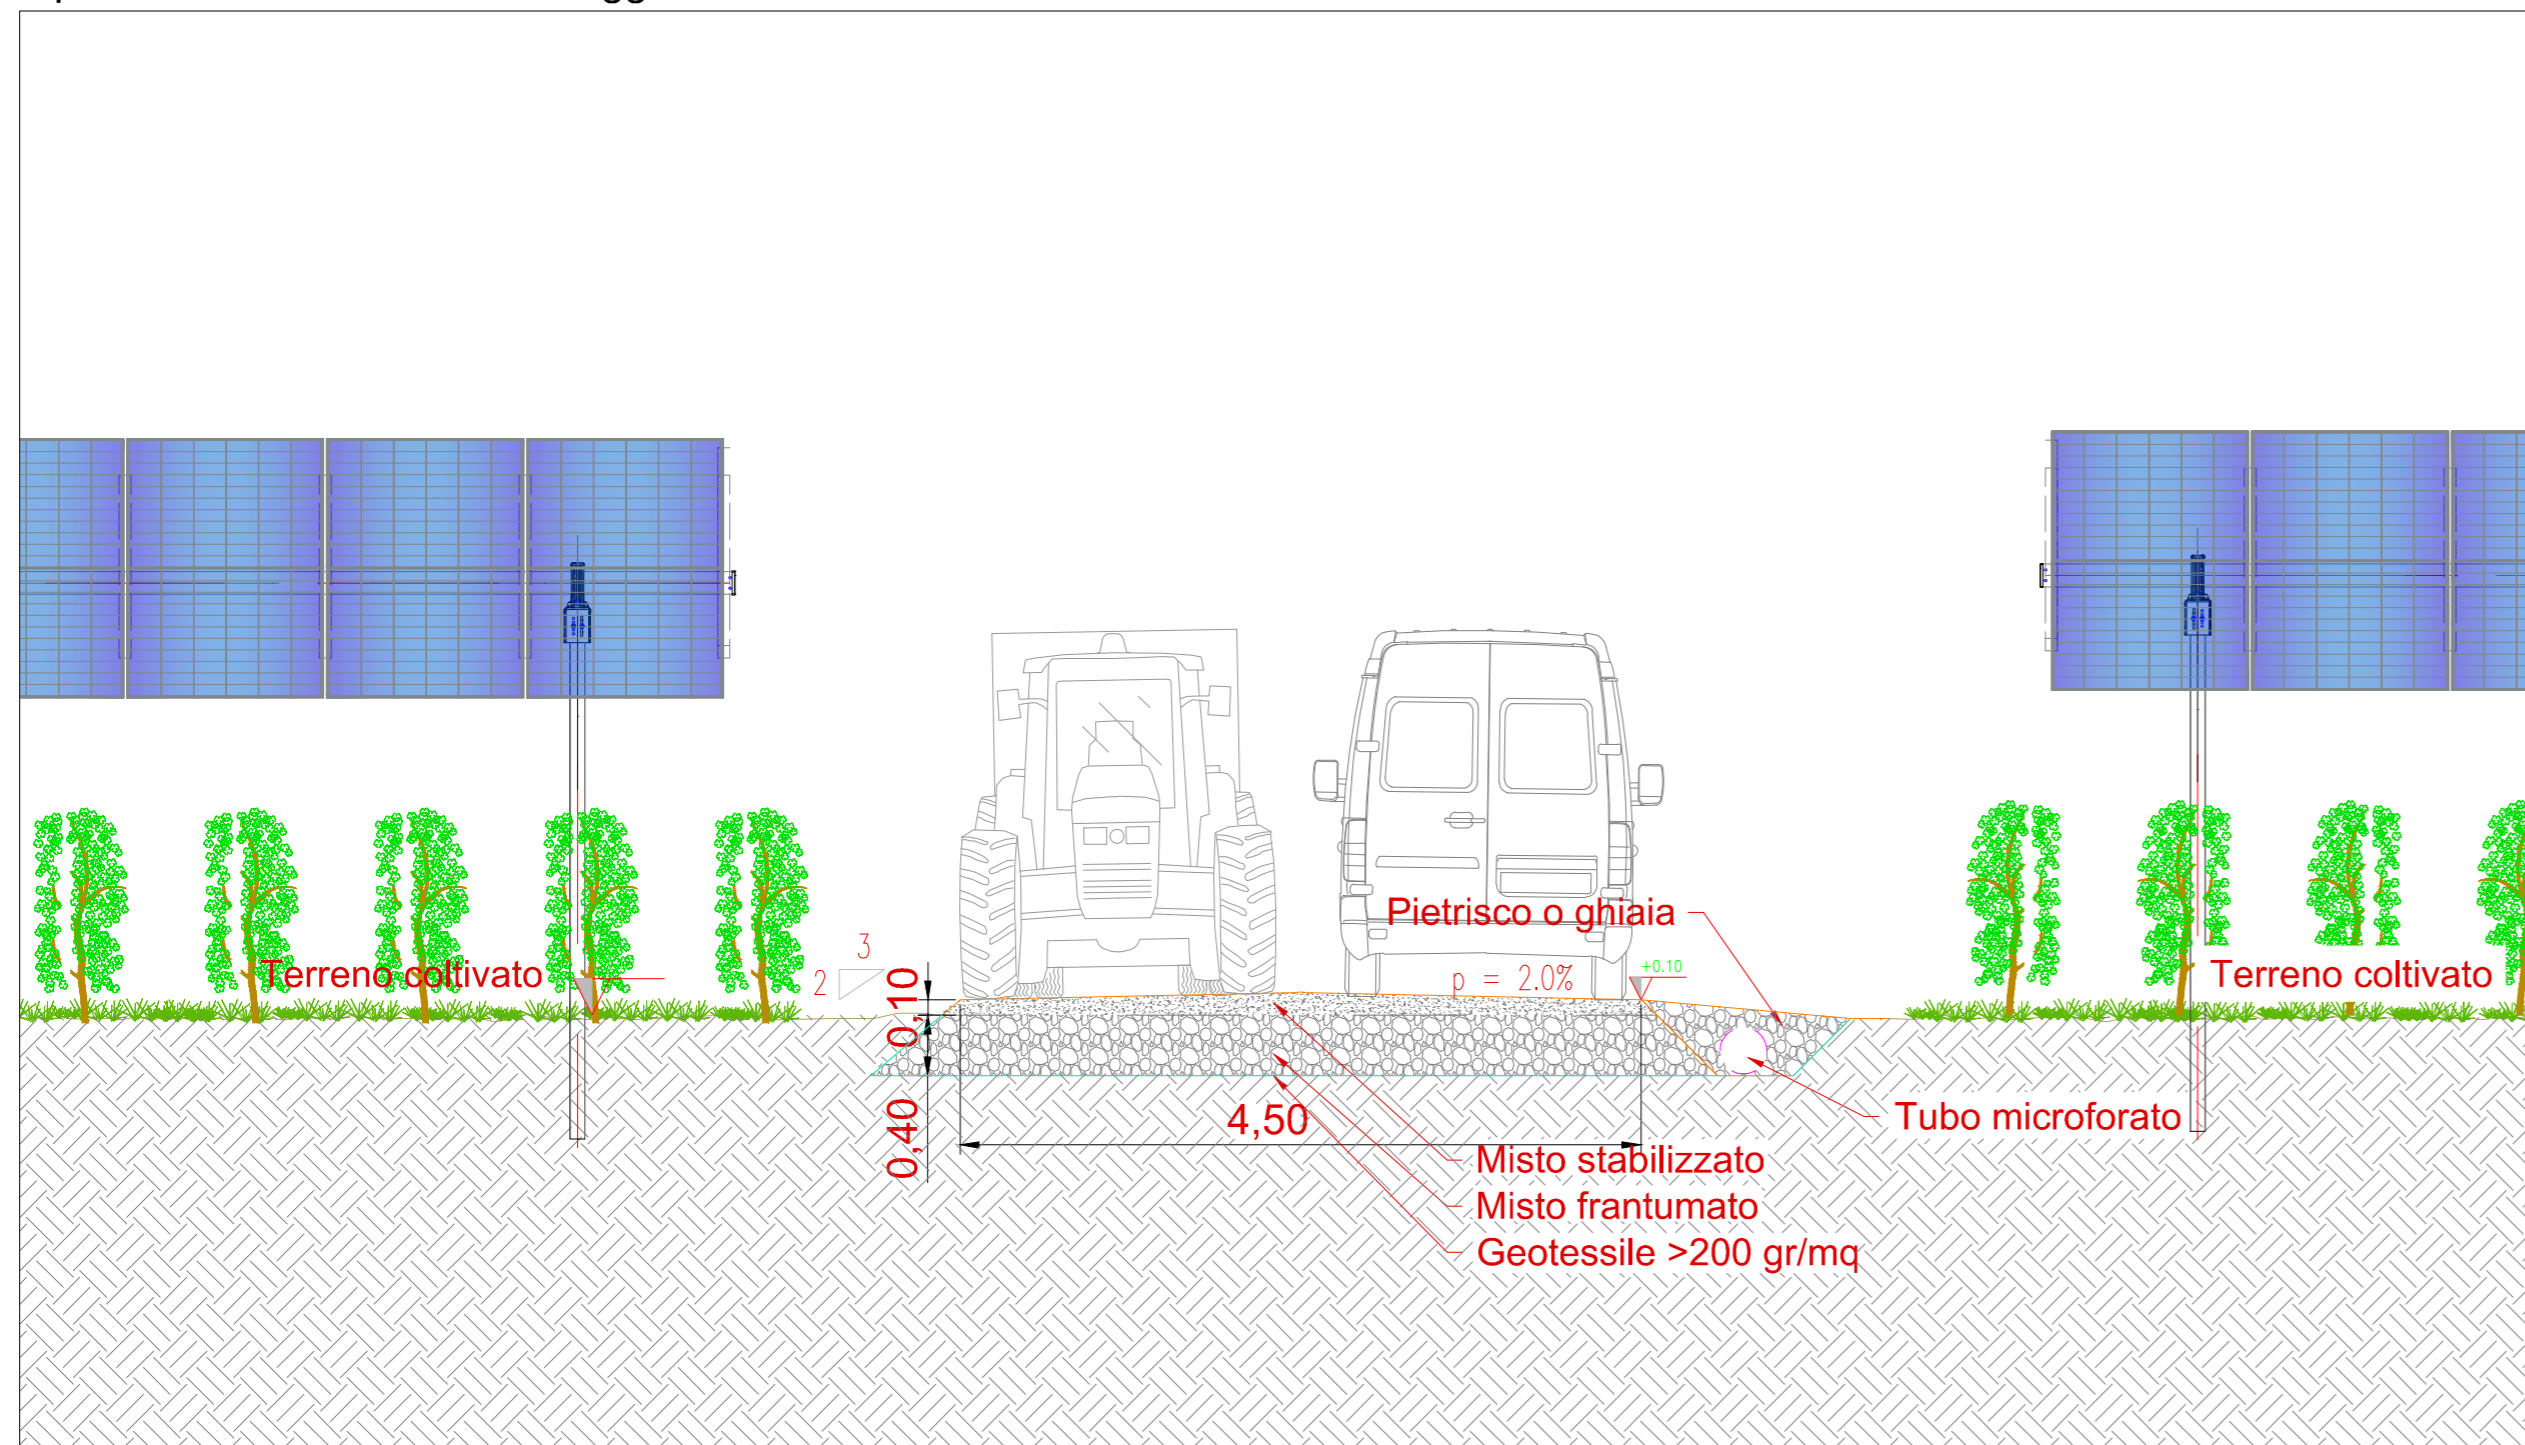 Pietrisco o ghiaia
3
2
Terreno coltivato
p = 2.0%
+0.10
Terreno coltivato
0,10
0,40
4,50
Tubo microforato
Misto stabilizzato
Misto frantumato
Geotessile >200 gr/mq